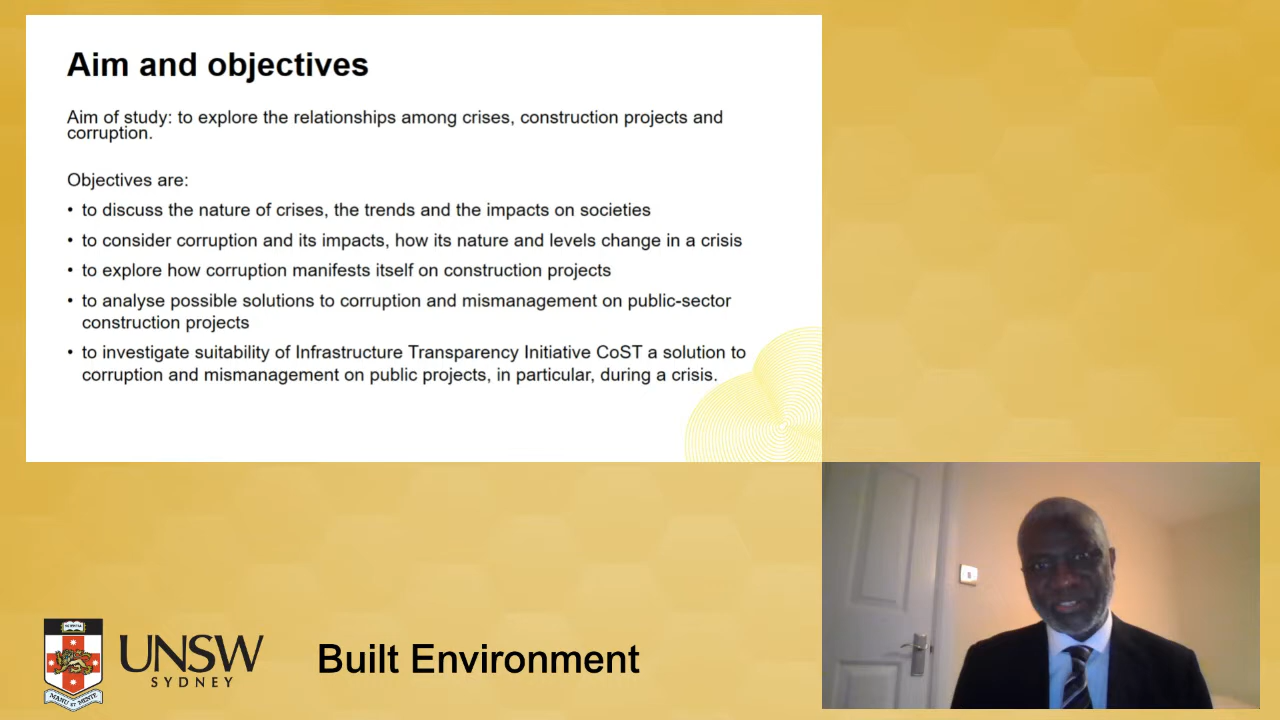 Aim and objectives
Aim of study: to explore the relationships among crises, construction projects and
corruption.
Objectives are:
• to discuss the nature of crises, the trends and the impacts on societies
• to consider corruption and its impacts, how its nature and levels change in a crisis
• to explore how corruption manifests itself on construction projects
• to analyse possible solutions to corruption and mismanagement on public-sector
construction projects
• to investigate suitability of Infrastructure Transparency Initiative CoST a solution to
corruption and mismanagement on public projects, in particular, during a crisis.
UNSW
SYDNEY
MANU ET MENTE
Built Environment